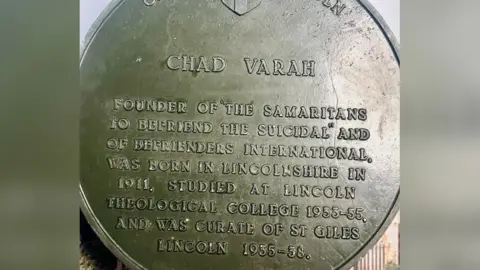 CHAD VARAH
FOUNDER OF "THE SAMARITANS
TO BEFRIEND THE SUICIDAL" AND
OF BEFRIENDERS INTERNATIONAL,
WAS BORN IN LINCOLNSHIRE IN
1911, STUDIED AT LINCOLN
THEOLOGICAL COLLEGE 1933-35,
AND WAS CURATE OF ST GILES
LINCOLN 1935-38.